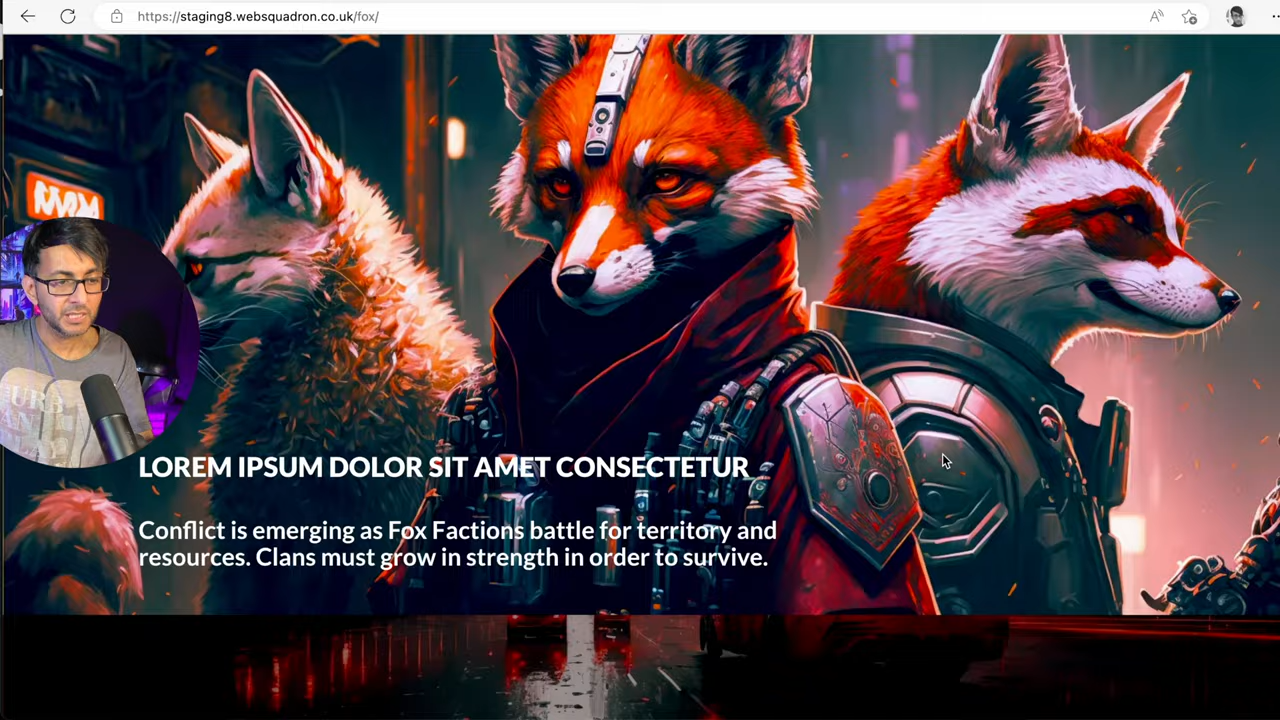 https://staging8.websquadron.co.uk/fox/
LOREM IPSUM DOLOR SIT AMET CONSECTETUR
Conflict is emerging as Fox Factions battle for territory and
resources. Clans must grow in strength in order to survive.